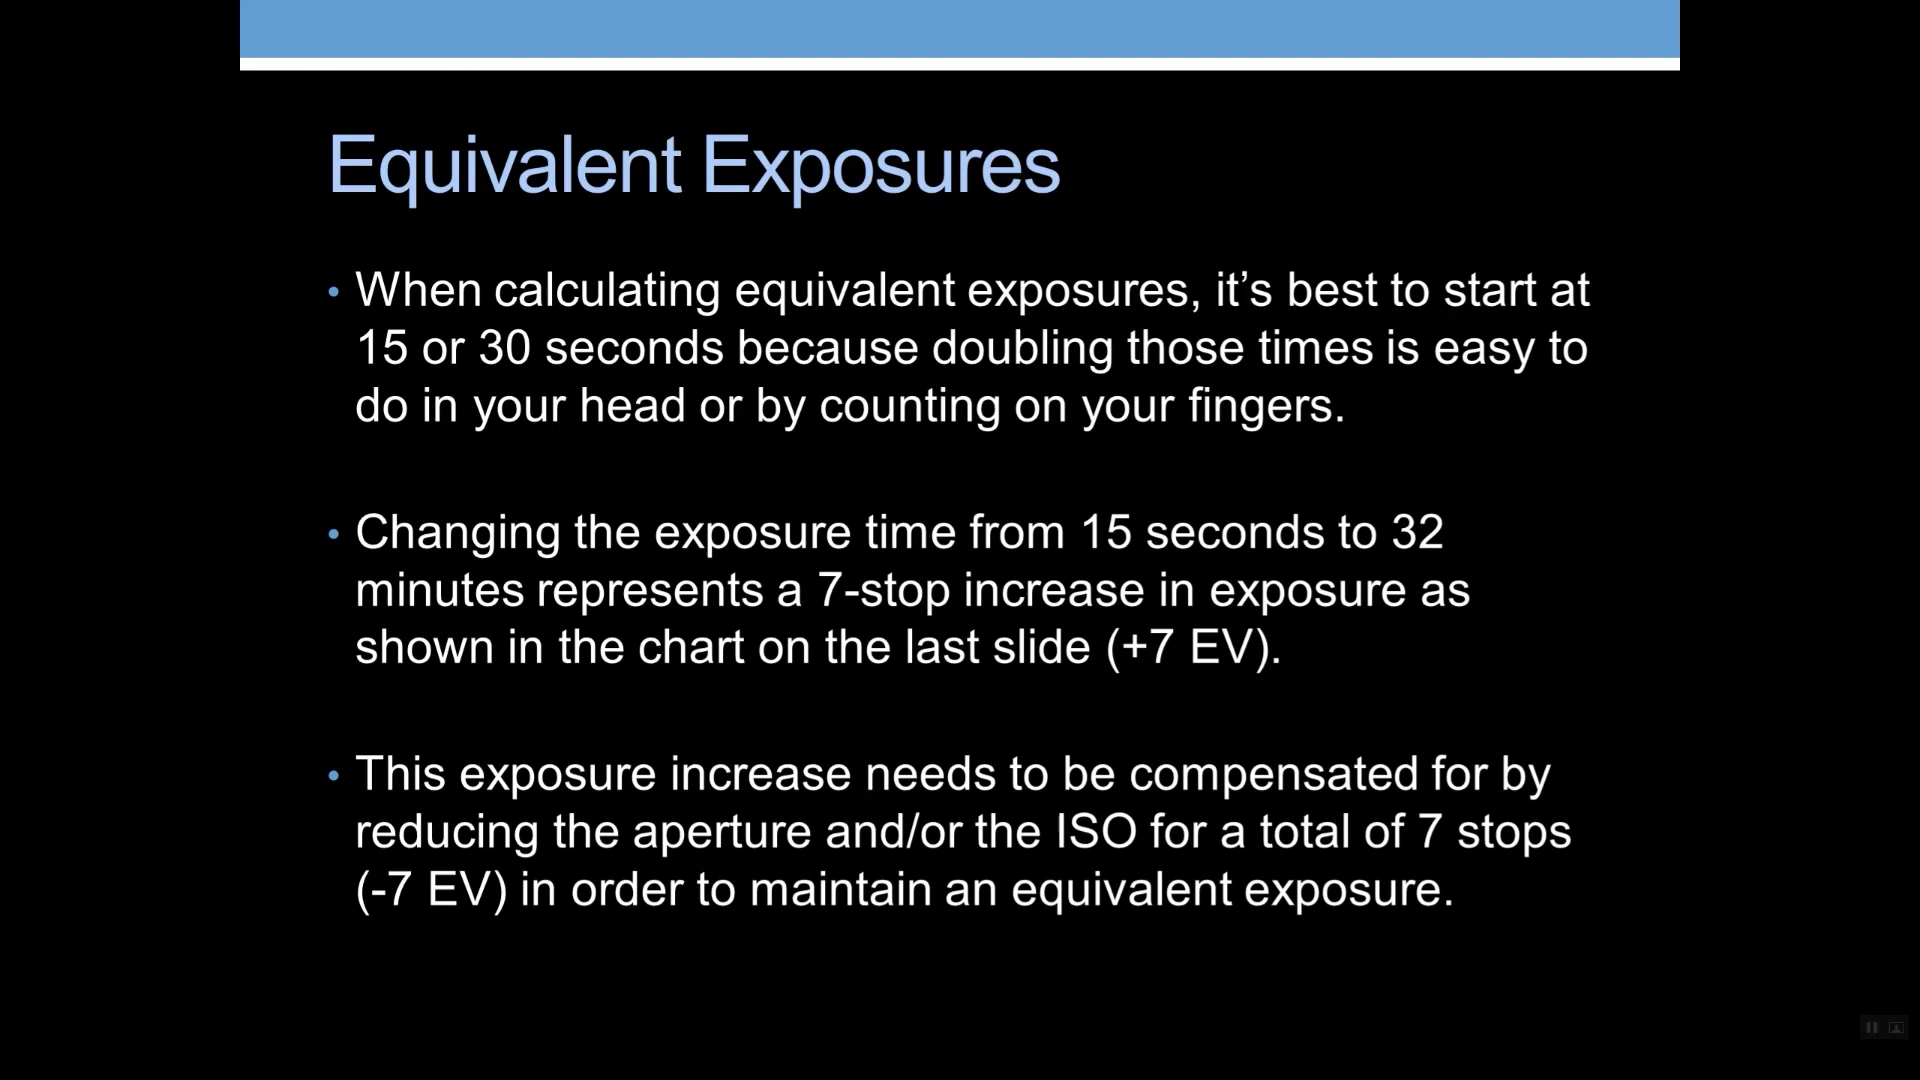 Equivalent Exposures
• When calculating equivalent exposures, it’s best to start at
15 or 30 seconds because doubling those times is easy to
do in your head or by counting on your fingers.
• Changing the exposure time from 15 seconds to 32
minutes represents a 7-stop increase in exposure as
shown in the chart on the last slide (+7 EV).
• This exposure increase needs to be compensated for by
reducing the aperture and/or the ISO for a total of 7 stops
(-7 EV) in order to maintain an equivalent exposure.